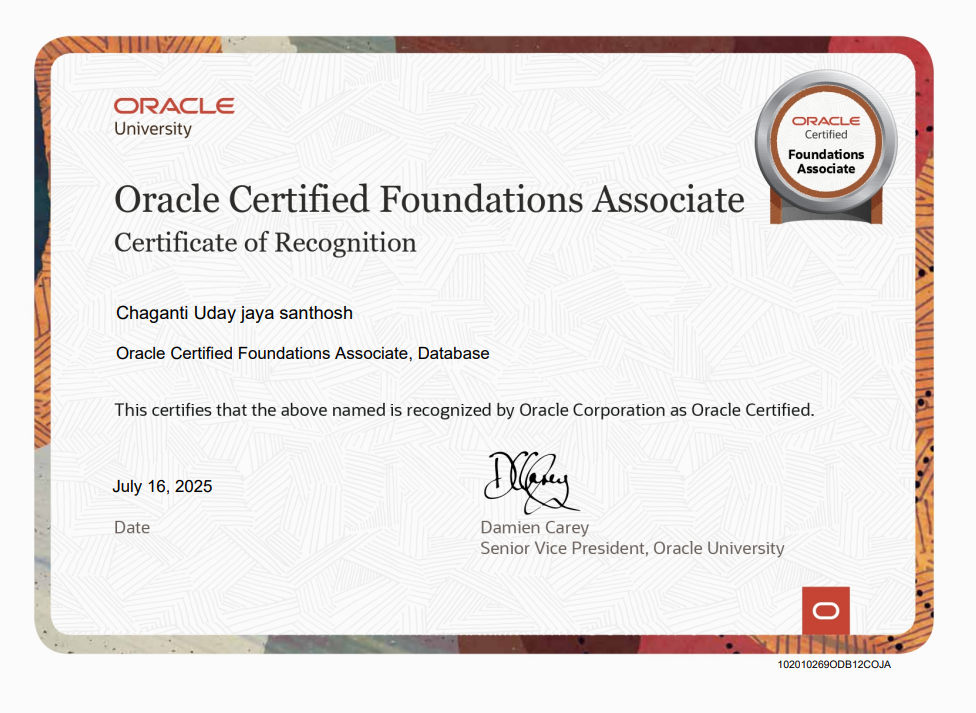 ORACLE
University
ORACLE
Certified
Foundations
Associate
Oracle Certified Foundations Associate
Certificate of Recognition
Chaganti Uday jaya santhosh
Oracle Certified Foundations Associate, Database
This certifies that the above named is recognized by Oracle Corporation as Oracle Certified.
July 16, 2025
Date
DCarey
Damien Carey
Senior Vice President, Oracle University
102010269ODB12COJA